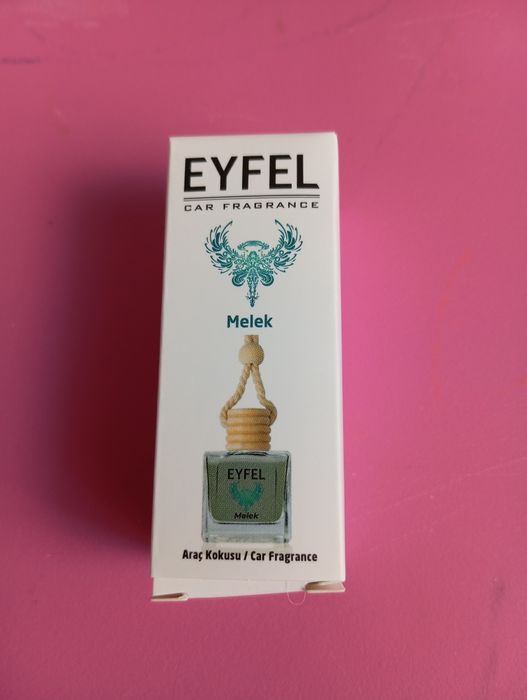 EYFEL
CAR FRAGRANCE
Melek
EYFEL
Melek
Araç Kokusu / Car Fragrance